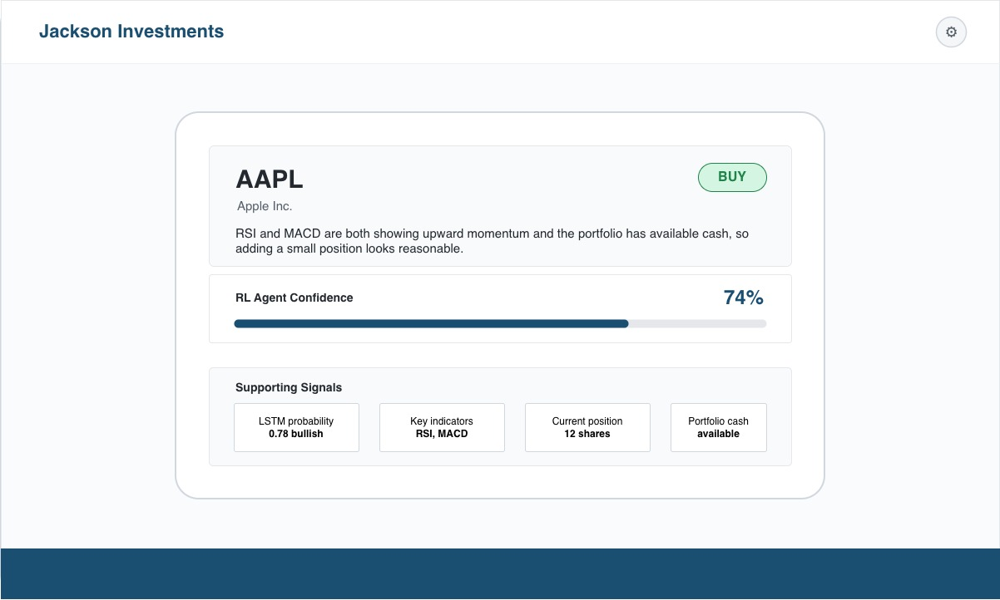 Jackson Investments
AAPL
BUY
Apple Inc.
RSI and MACD are both showing upward momentum and the portfolio has available cash, so
adding a small position looks reasonable.
RL Agent Confidence
74%
Supporting Signals
LSTM probability
0.78 bullish
Key indicators
RSI, MACD
Current position
12 shares
Portfolio cash
available